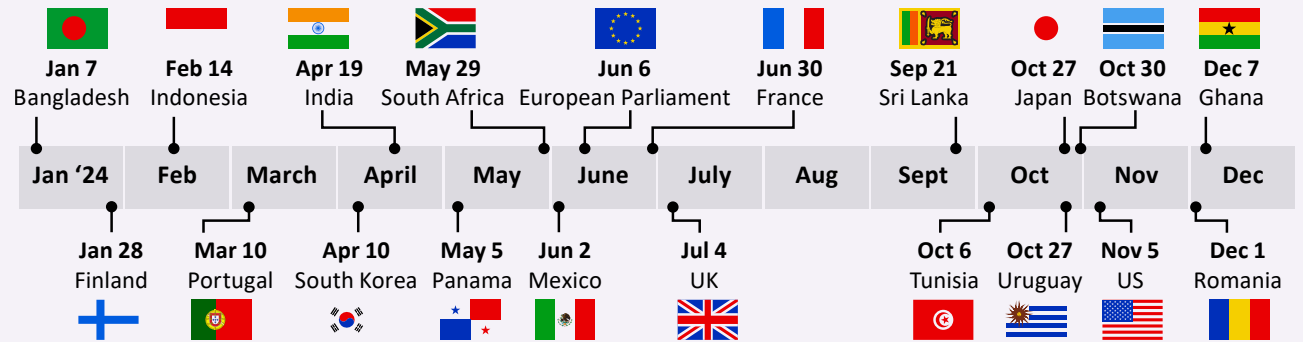 Jan 7
Bangladesh
Feb 14
Indonesia
Apr 19
India
May 29
South Africa
Jun 6
European Parliament
Jun 30
France
Sep 21
Sri Lanka
Oct 27
Japan
Oct 30
Botswana
Dec 7
Ghana
Jan ‘24
Feb
March
April
May
June
July
Aug
Sept
Oct
Nov
Dec
Jan 28
Finland
Mar 10
Portugal
Apr 10
South Korea
May 5
Panama
Jun 2
Mexico
Jul 4
UK
Oct 6
Tunisia
Oct 27
Uruguay
Nov 5
US
Dec 1
Romania